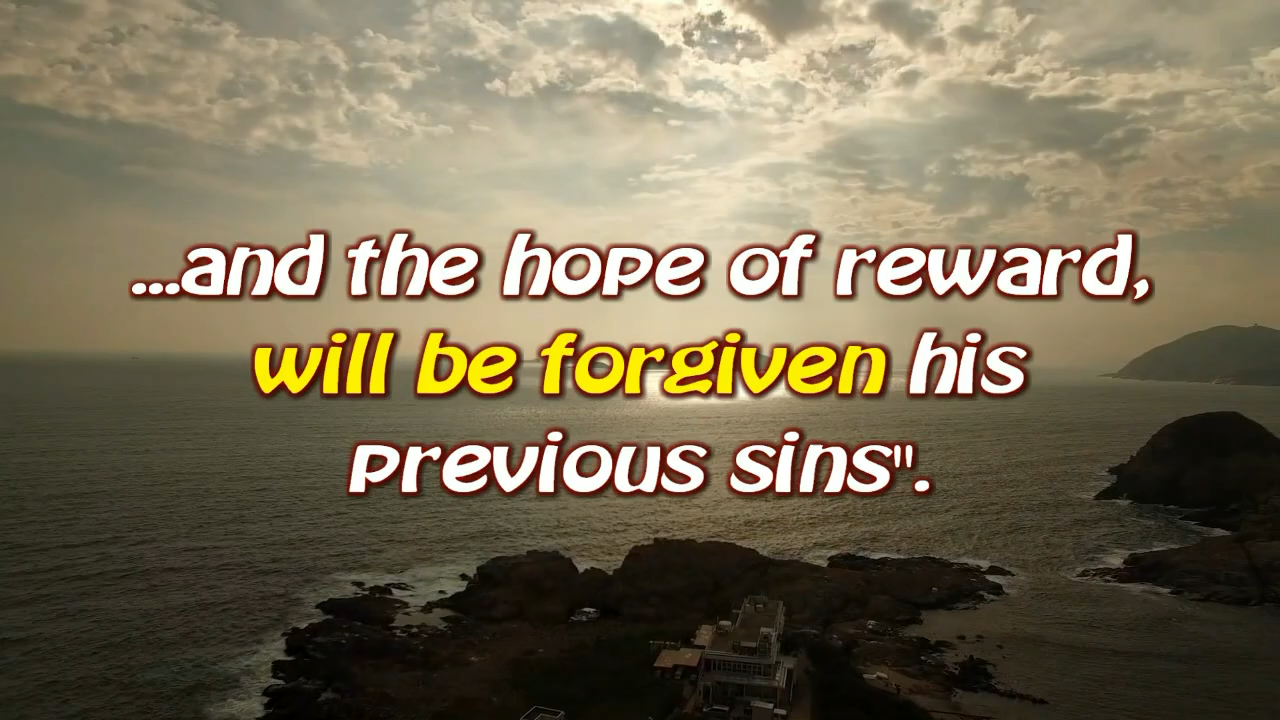 ...and the hope of reward,
will be forgiven his
previous sins".